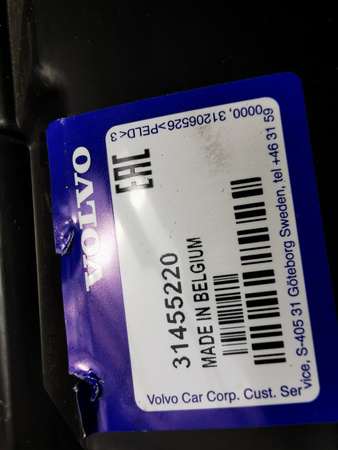 VOLVO
EAC
31455220
MADE IN BELGIUM
Volvo Car Corp. Cust. Service, S-405 31 Göteborg Sweden, tel +46 31 59
0000, 31206526>PELD<3